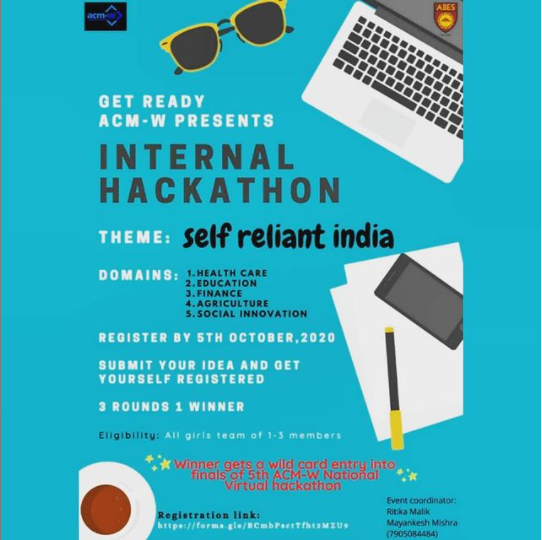 acm-w
ABES
GET READY
ACM-W PRESENTS
INTERNAL
HACKATHON
THEME: self reliant india
DOMAINS: 1.HEALTH CARE
2.EDUCATION
3.FINANCE
4.AGRICULTURE
5.SOCIAL INNOVATION
REGISTER BY 5TH OCTOBER,2020
SUBMIT YOUR IDEA AND GET
YOURSELF REGISTERED
3 ROUNDS 1 WINNER
Eligibility: All girls team of 1-3 members
Winner gets a wild card entry into
finals of 5th ACM-W National
Virtual hackathon
Registration link:
Event coordinator:
Ritika Malik
Mayankesh Mishra
(7905084484)